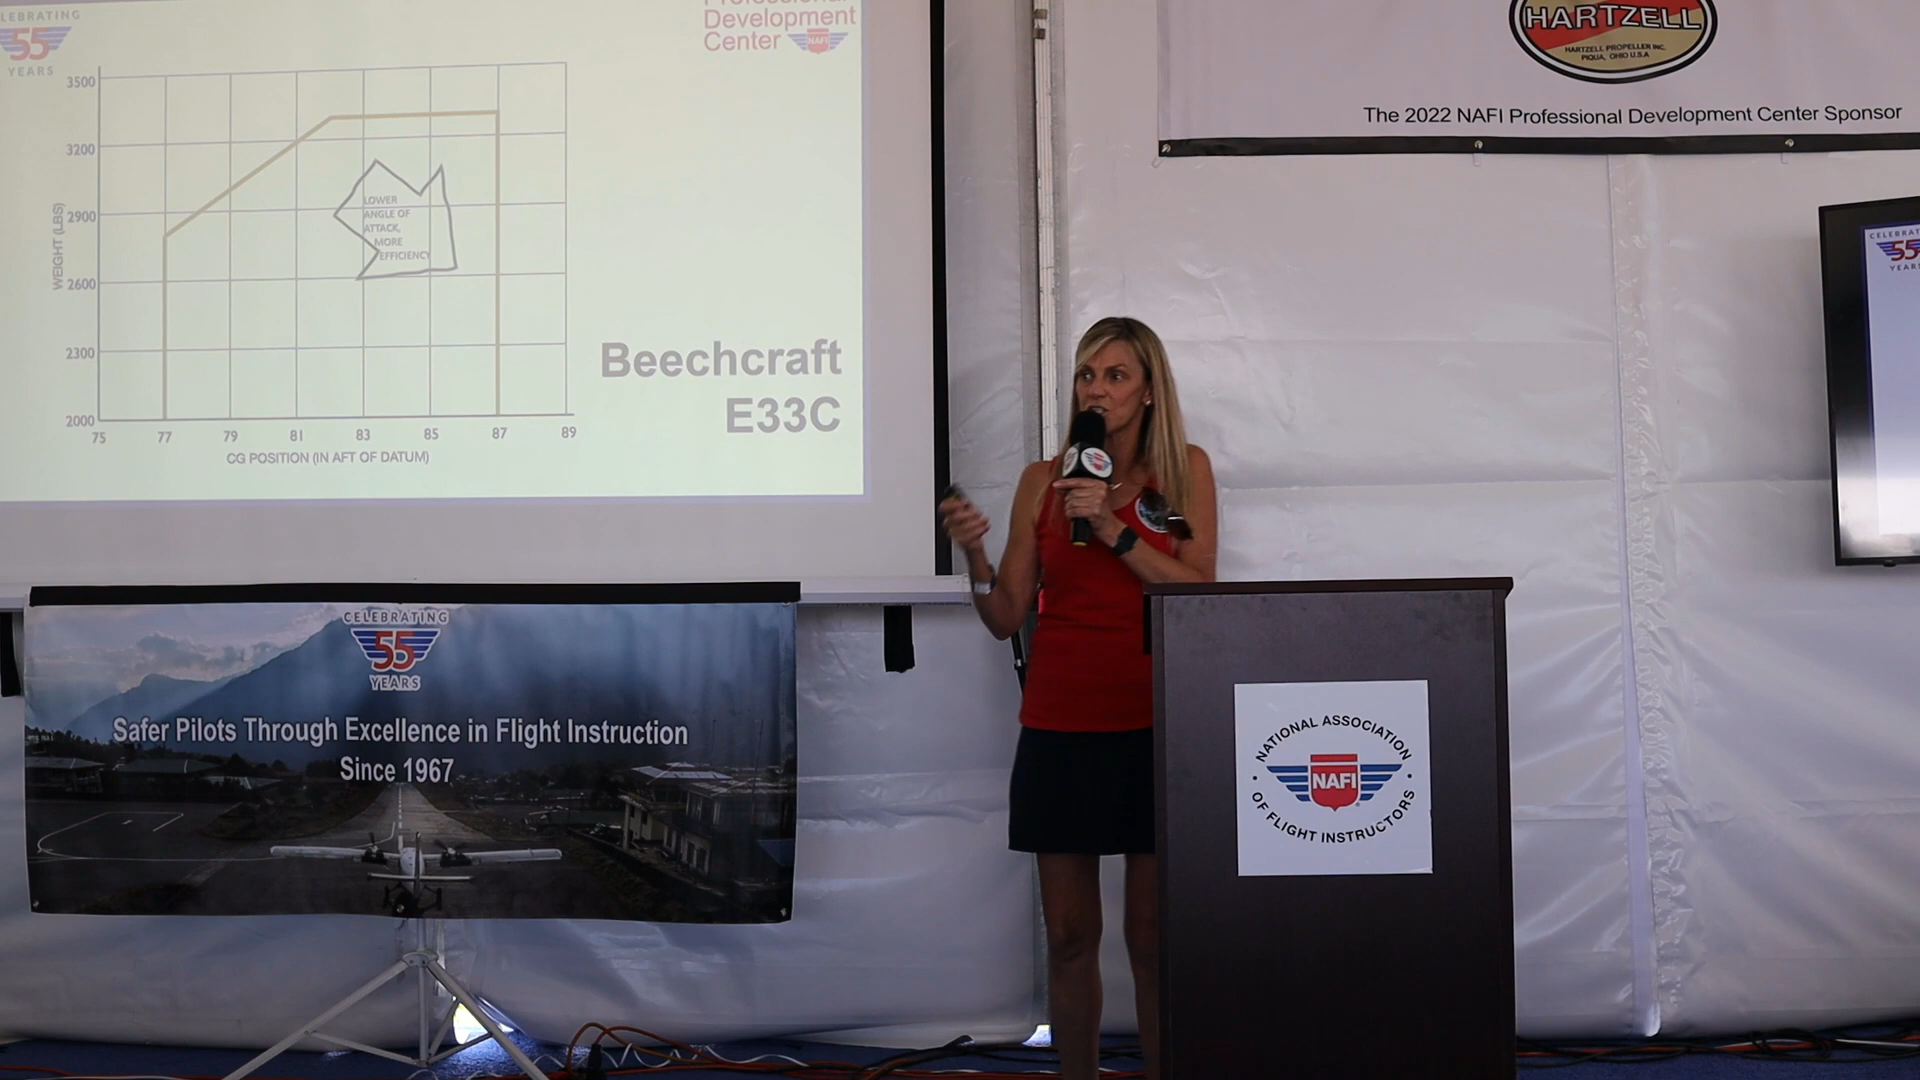 CELEBRATING
55
YEARS
Professional
Development
Center
NAFI
3500
3200
2900
2600
2300
2000
WEIGHT (LBS)
LOWER
ANGLE OF
ATTACK,
MORE
EFFICIENCY
75 77 79 81 83 85 87 89
CG POSITION (IN AFT OF DATUM)
Beechcraft
E33C
HARTZELL
HARTZELL PROPELLER INC.
PIQUA, OHIO U.S.A
The 2022 NAFI Professional Development Center Sponsor
55
YEARS
CELEBRATING
55
YEARS
Safer Pilots Through Excellence in Flight Instruction
Since 1967
NATIONAL ASSOCIATION
NAFI
OF FLIGHT INSTRUCTORS